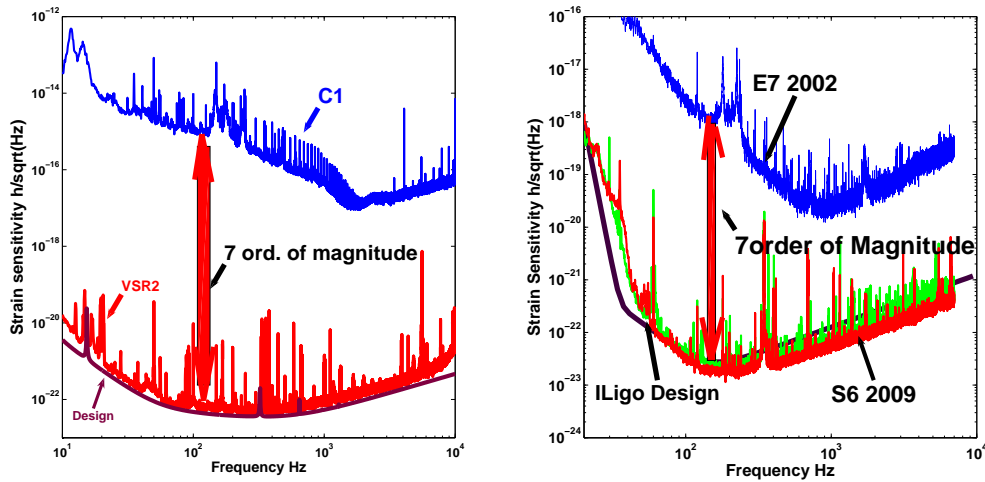 Strain sensitivity h/sqrt(Hz)
10^-12
10^-14
10^-16
10^-18
10^-20
10^-22
C1
7 ord. of magnitude
VSR2
Design
10^1
10^2
10^3
10^4
Frequency Hz
Strain Sensitivity h/sqrt(Hz)
10^-16
10^-17
10^-18
10^-19
10^-20
10^-21
10^-22
10^-23
10^-24
E7 2002
7order of Magnitude
ILigo Design
S6 2009
10^2
10^3
10^4
Frequency Hz